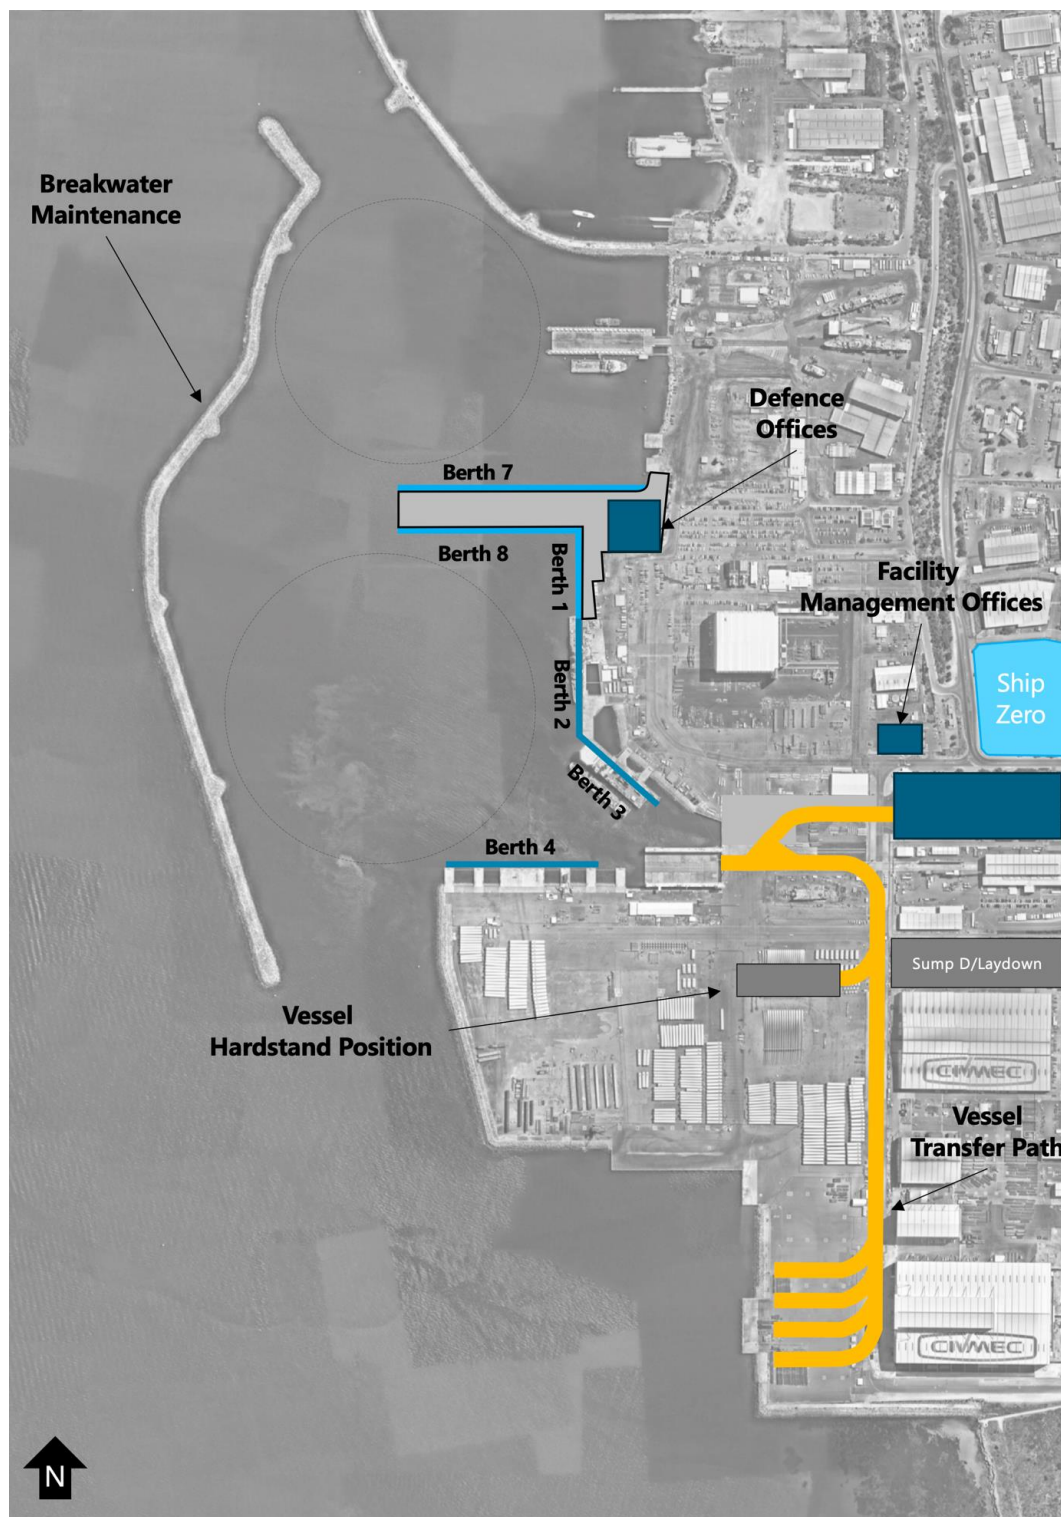 Breakwater
Maintenance
Defence
Offices
Berth 7
Berth 8
Berth 1
Facility
Management Offices
Berth 2
Ship
Zero
Berth 3
Berth 4
Sump D/Laydown
Vessel
Hardstand Position
CIVMEC
Vessel
Transfer Path
CIVMEC
N